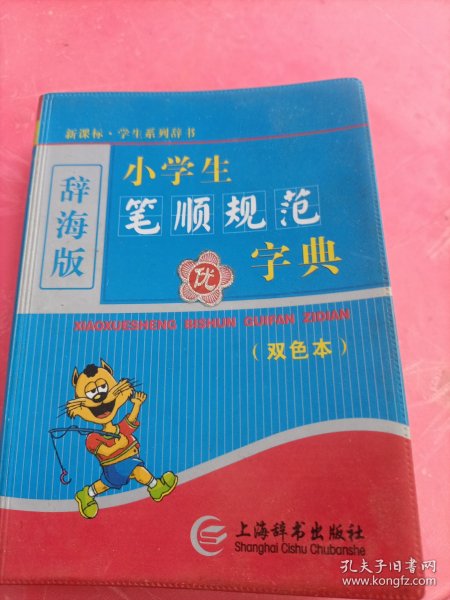 新课标·学生系列辞书
辞海版
小学生
笔顺规范
优
字典
XIAOXUESHENG BISHUN GUIFAN ZIDIAN
(双色本)
上海辞书出版社
Shanghai Cishu Chubanshe
孔夫子旧书网
www.kongfz.com